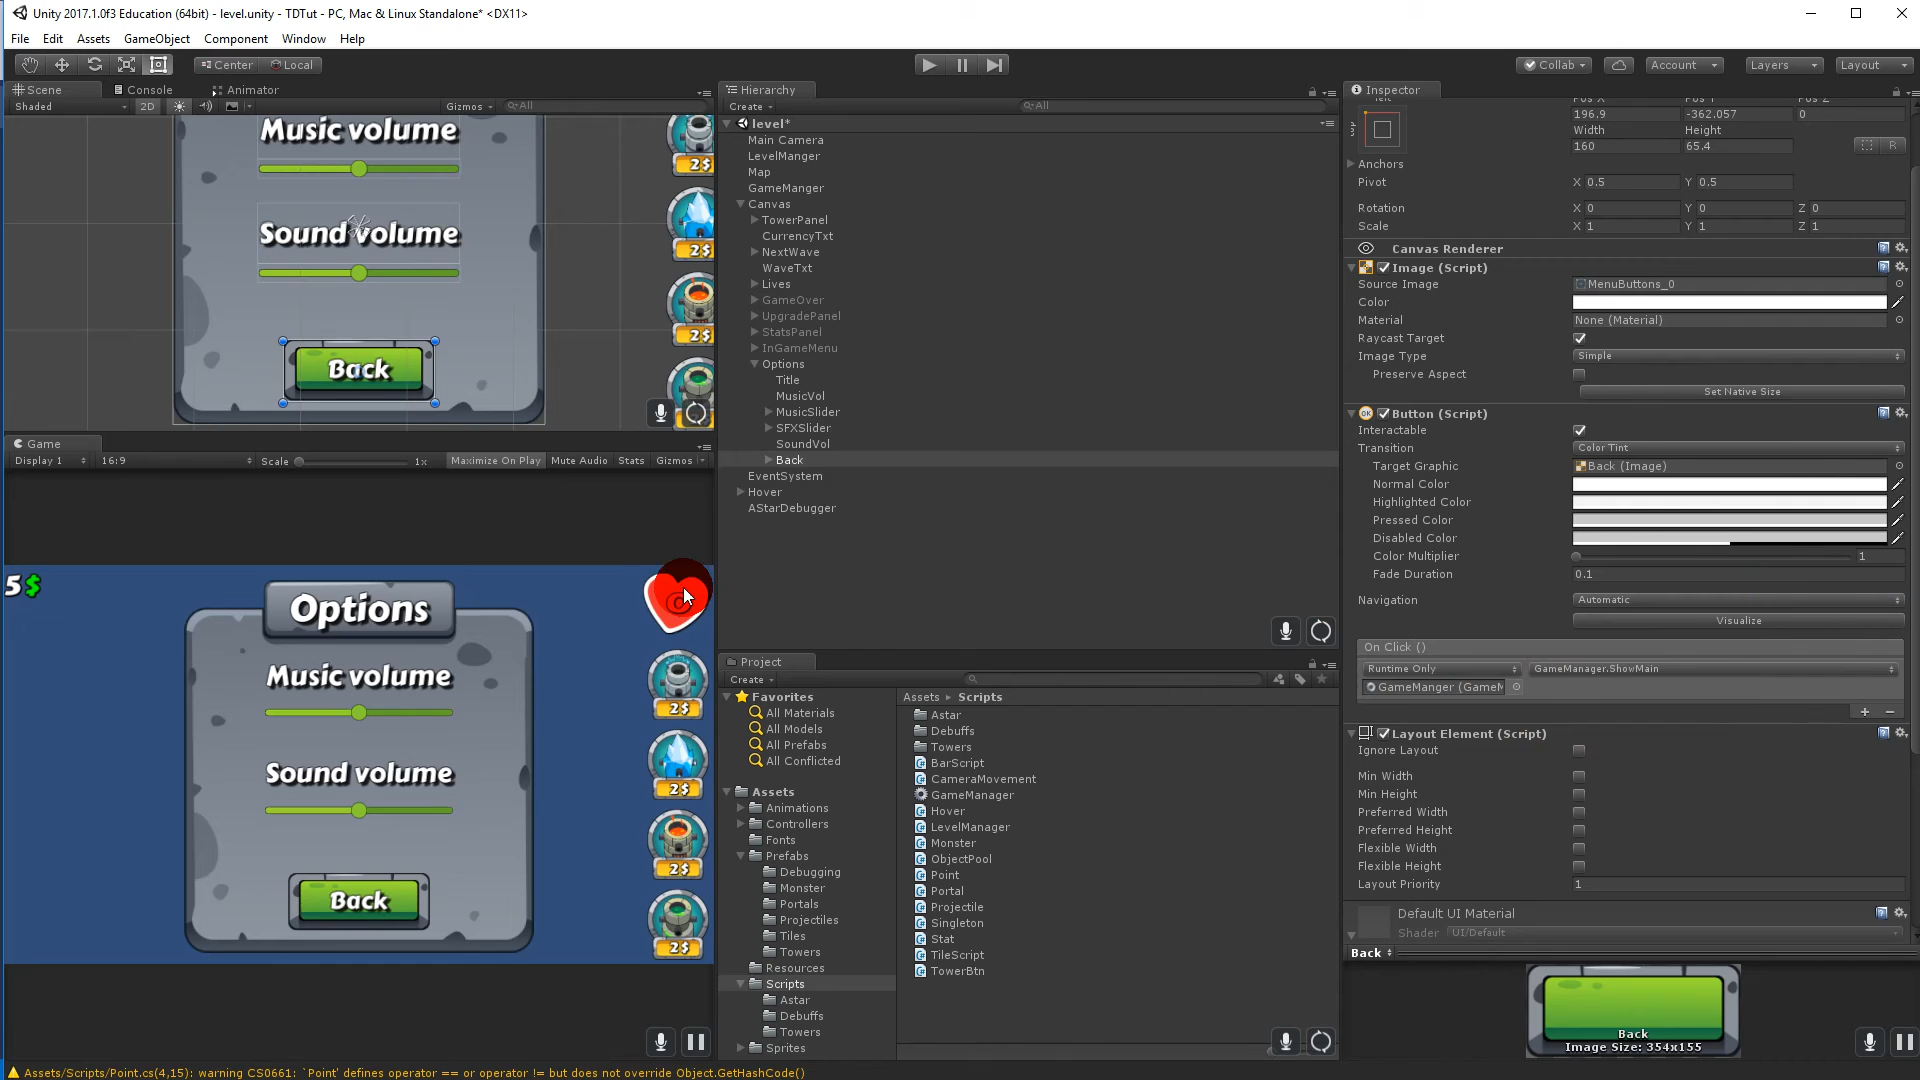 Unity 2017.1.0f3 Education (64bit) - level.unity - TDTut - PC, Mac & Linux Standalone* <DX11>
File Edit Assets GameObject Component Window Help
Center Local Collab Account Layers Layout
Scene Console Animator
Shaded 2D Gizmos All
Music volume
Sound volume
Back
2$
2$
2$
Game
Display 1 16:9 Scale 1x Maximize On Play Mute Audio Stats Gizmos
5$
Options
Music volume
Sound volume
Back
2$
2$
2$
2$
Hierarchy
Create All
level*
Main Camera
LevelManger
Map
GameManger
Canvas
TowerPanel
CurrencyTxt
NextWave
WaveTxt
Lives
GameOver
UpgradePanel
StatsPanel
InGameMenu
Options
Title
MusicVol
MusicSlider
SFXSlider
SoundVol
Back
EventSystem
Hover
AStarDebugger
Project
Create
Favorites
All Materials
All Models
All Prefabs
All Conflicted
Assets
Animations
Controllers
Fonts
Prefabs
Debugging
Monster
Portals
Projectiles
Tiles
Towers
Resources
Scripts
Astar
Debuffs
Towers
Sprites
Assets Scripts
Astar
Debuffs
Towers
BarScript
CameraMovement
GameManager
Hover
LevelManager
Monster
ObjectPool
Point
Portal
Projectile
Singleton
Stat
TileScript
TowerBtn
Inspector
Pos X Pos Y Pos Z
196.9 -362.057 0
Width Height
160 65.4
R
Anchors
Pivot X 0.5 Y 0.5
Rotation X 0 Y 0 Z 0
Scale X 1 Y 1 Z 1
Canvas Renderer
Image (Script)
Source Image MenuButtons_0
Color
Material None (Material)
Raycast Target
Image Type Simple
Preserve Aspect
Set Native Size
Button (Script)
Interactable
Transition Color Tint
Target Graphic Back (Image)
Normal Color
Highlighted Color
Pressed Color
Disabled Color
Color Multiplier 1
Fade Duration 0.1
Navigation Automatic
Visualize
On Click ()
Runtime Only GameManager.ShowMain
GameManger (GameM
Layout Element (Script)
Ignore Layout
Min Width
Min Height
Preferred Width
Preferred Height
Flexible Width
Flexible Height
Layout Priority 1
Default UI Material
Shader UI/Default
Back
Back
Image Size: 354x155
Assets/Scripts/Point.cs(4,15): warning CS0661: `Point' defines operator == or operator != but does not override Object.GetHashCode()